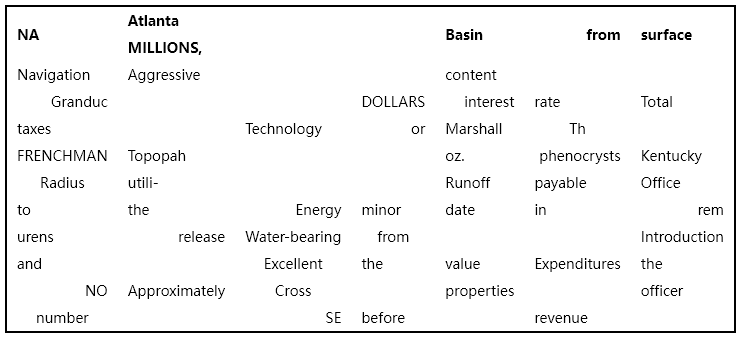 NA Atlanta MILLIONS, Basin from surface
Navigation Aggressive content
Granduc DOLLARS interest rate Total
taxes Technology or Marshall Th
FRENCHMAN Topopah oz. phenocrysts Kentucky
Radius utili- Runoff payable Office
to the Energy minor date in rem
urens release Water-bearing from Introduction
and Excellent the value Expenditures the
NO Approximately Cross properties officer
number SE before revenue